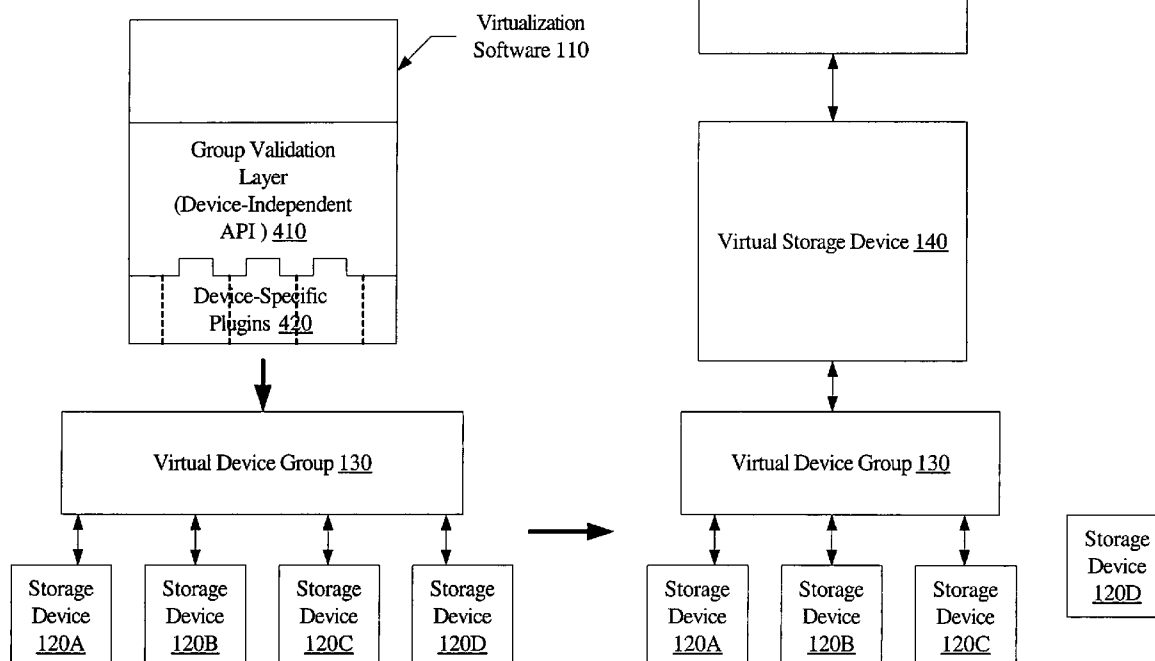 Virtualization
Software 110
Group Validation
Layer
(Device-Independent
API ) 410
Device-Specific
Plugins 420
Virtual Device Group 130
Storage
Device
120A
Storage
Device
120B
Storage
Device
120C
Storage
Device
120D
Virtual Storage Device 140
Virtual Device Group 130
Storage
Device
120A
Storage
Device
120B
Storage
Device
120C
Storage
Device
120D